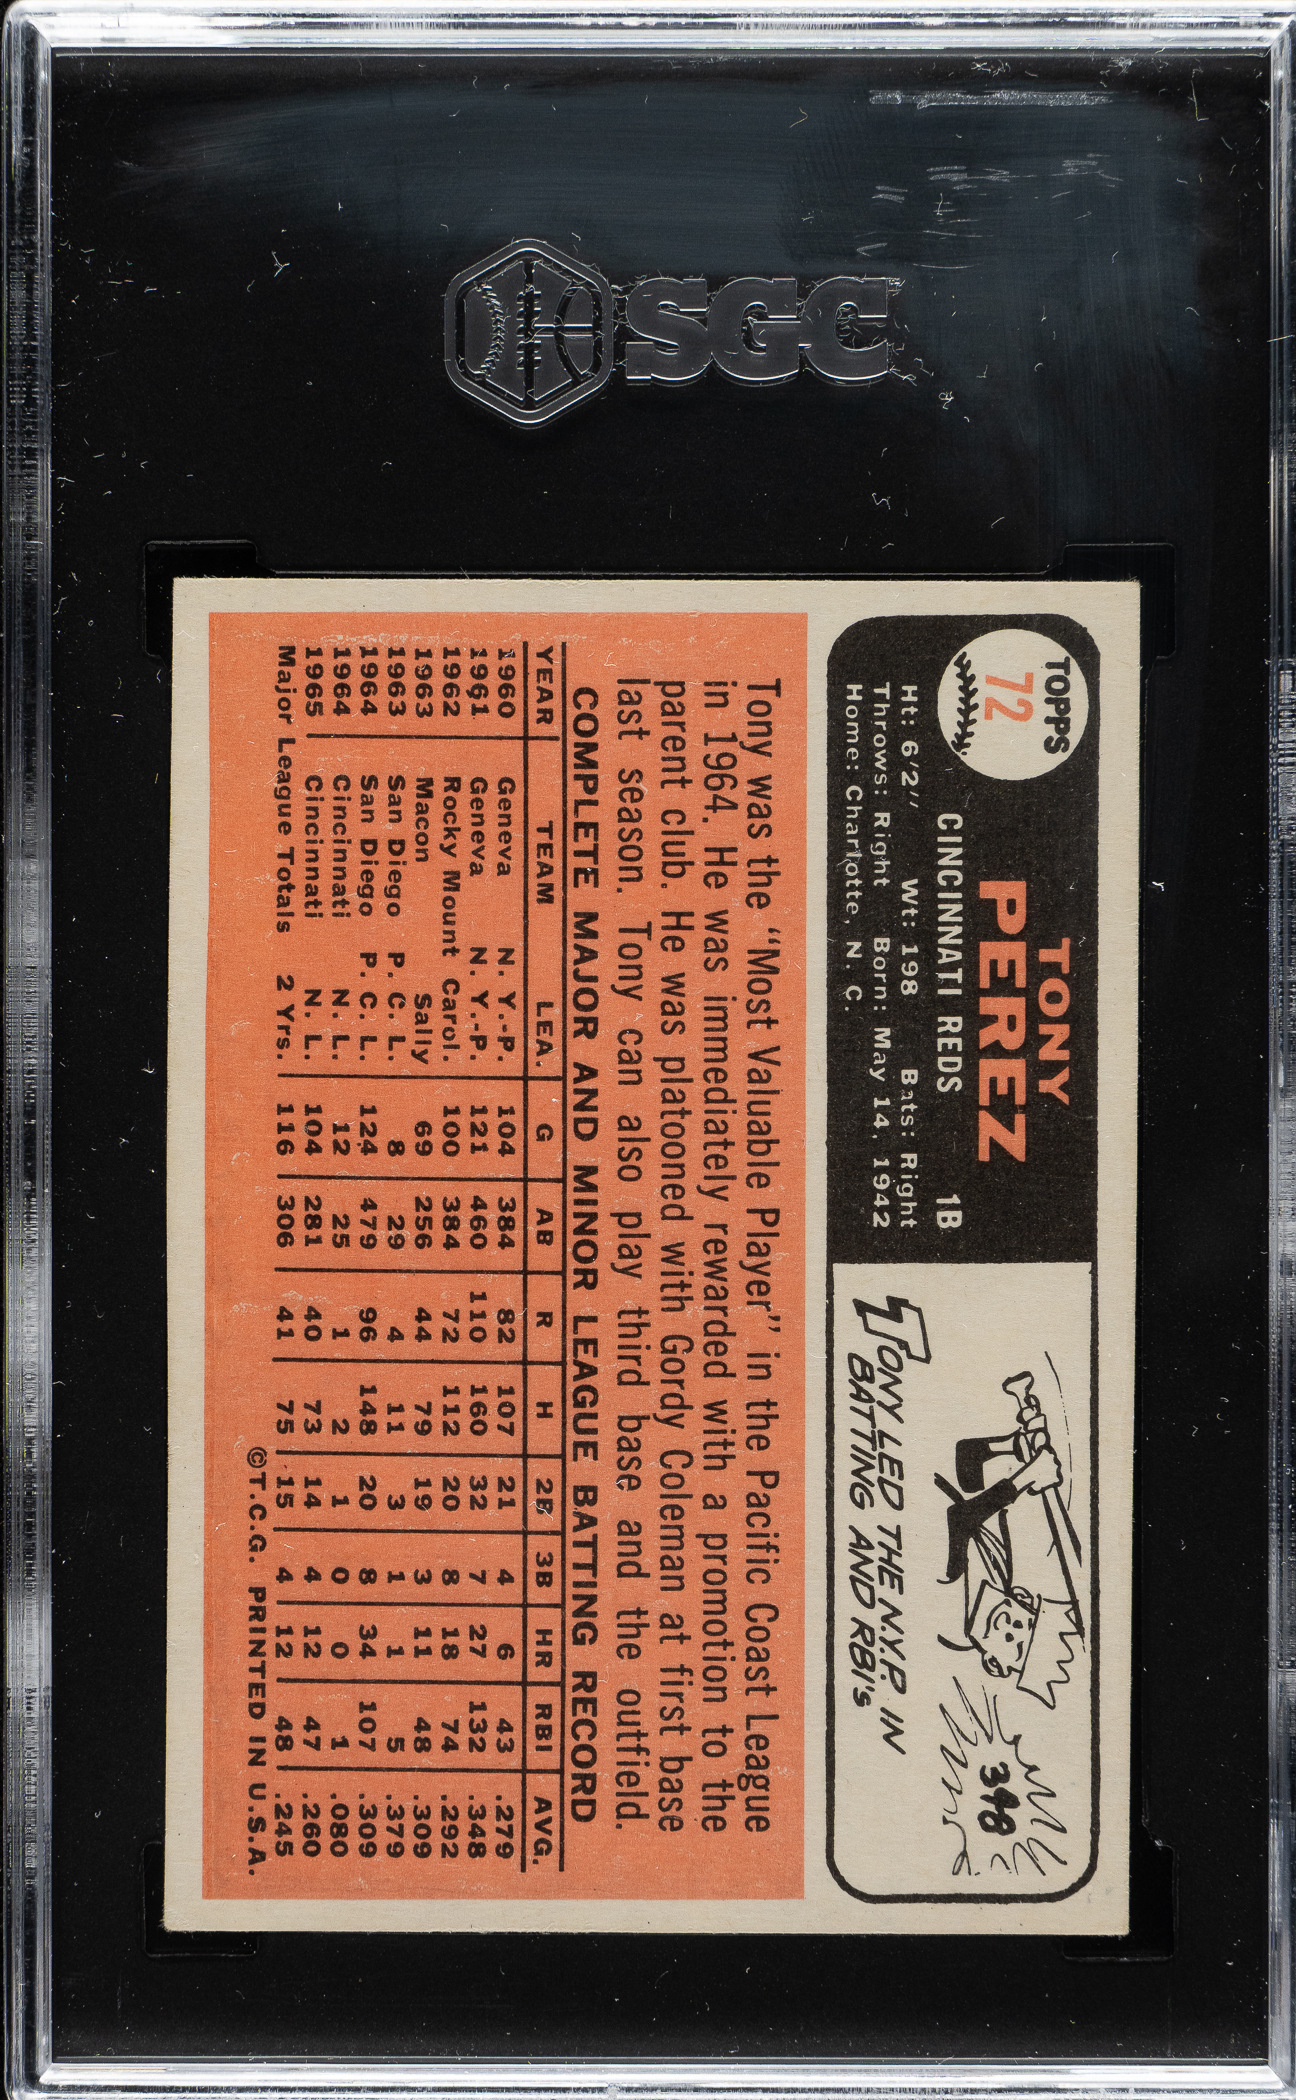 SGC
TOPPS
72
TONY
PEREZ
CINCINNATI REDS 1B
Ht: 6'2" Wt: 198 Bats: Right
Throws: Right Born: May 14, 1942
Home: Charlotte, N. C.
398
TONY LED THE N.Y.P. IN
BATTING AND RBI's
Tony was the "Most Valuable Player" in the Pacific Coast League
in 1964. He was immediately rewarded with a promotion to the
parent club. He was platooned with Gordy Coleman at first base
last season. Tony can also play third base and the outfield.
COMPLETE MAJOR AND MINOR LEAGUE BATTING RECORD
YEAR TEAM LEA. G AB R H 2B 3B HR RBI AVG.
1960 Geneva N. Y.-P. 104 384 82 107 21 4 6 43 .279
1961 Geneva N. Y.-P. 121 460 110 160 32 7 27 132 .348
1962 Rocky Mount Carol. 100 384 72 112 20 8 18 74 .292
1963 Macon Sally 69 256 44 79 19 3 11 48 .309
1963 San Diego P. C. L. 8 29 4 11 3 1 1 5 .379
1964 San Diego P. C. L. 124 479 96 148 20 8 34 107 .309
1964 Cincinnati N. L. 12 25 1 2 1 0 0 1 .080
1965 Cincinnati N. L. 104 281 40 73 14 4 12 47 .260
Major League Totals 2 Yrs. 116 306 41 75 15 4 12 48 .245
©T.C.G. PRINTED IN U.S.A.